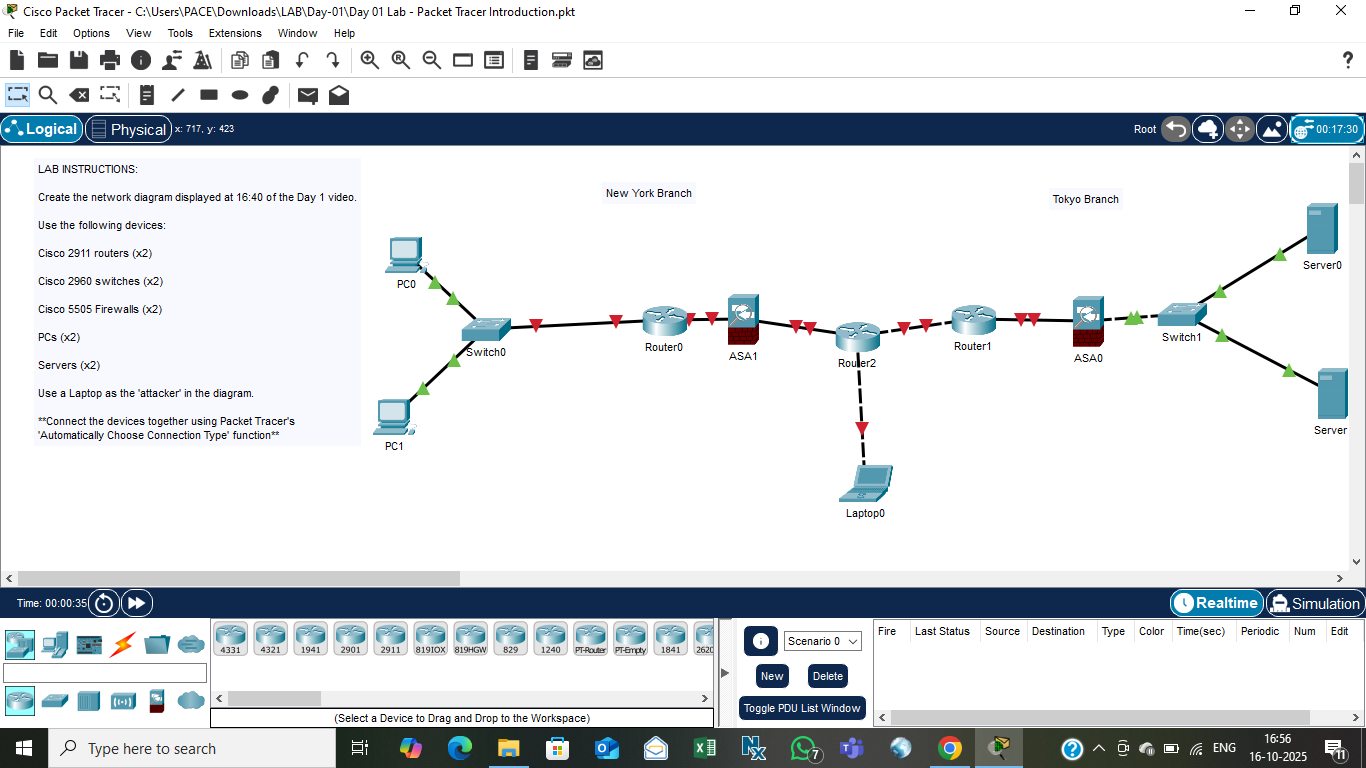 Cisco Packet Tracer - C:\Users\PACE\Downloads\LAB\Day-01\Day 01 Lab - Packet Tracer Introduction.pkt
File Edit Options View Tools Extensions Window Help
?
Logical Physical x: 717, y: 423 Root 00:17:30
LAB INSTRUCTIONS:
Create the network diagram displayed at 16:40 of the Day 1 video.
Use the following devices:
Cisco 2911 routers (x2)
Cisco 2960 switches (x2)
Cisco 5505 Firewalls (x2)
PCs (x2)
Servers (x2)
Use a Laptop as the 'attacker' in the diagram.
**Connect the devices together using Packet Tracer's
'Automatically Choose Connection Type' function**
New York Branch
Tokyo Branch
PC0
Switch0
PC1
Router0
ASA1
Router2
Laptop0
Router1
ASA0
Switch1
Server0
Server
Time: 00:00:35 Realtime Simulation
4331 4321 1941 2901 2911 819IOX 819HGW 829 1240 PT-Router PT-Empty 1841 2620
(Select a Device to Drag and Drop to the Workspace)
Scenario 0
New Delete
Toggle PDU List Window
Fire Last Status Source Destination Type Color Time(sec) Periodic Num Edit
Type here to search
7
ENG
16:56
16-10-2025
11